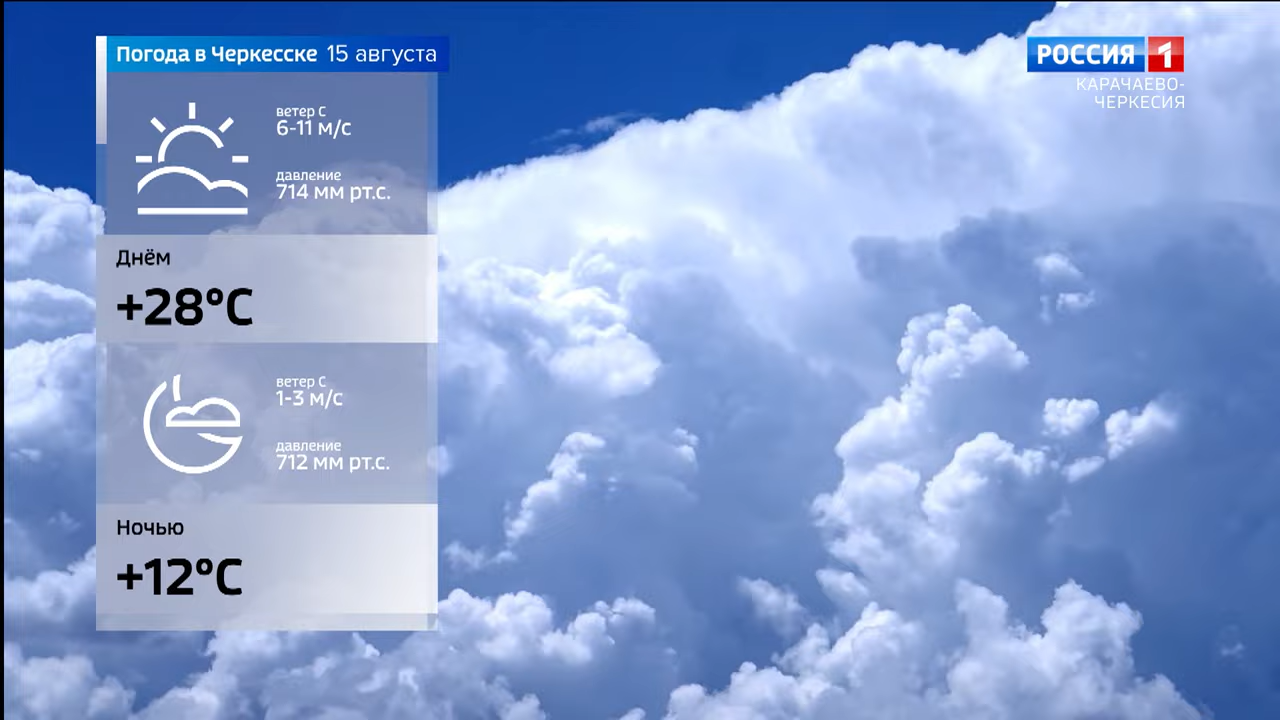 Погода в Черкесске 15 августа
РОССИЯ 1
КАРАЧАЕВО-
ЧЕРКЕСИЯ
ветер С
6-11 м/с
давление
714 мм рт.с.
Днём
+28°C
ветер С
1-3 м/с
давление
712 мм рт.с.
Ночью
+12°C